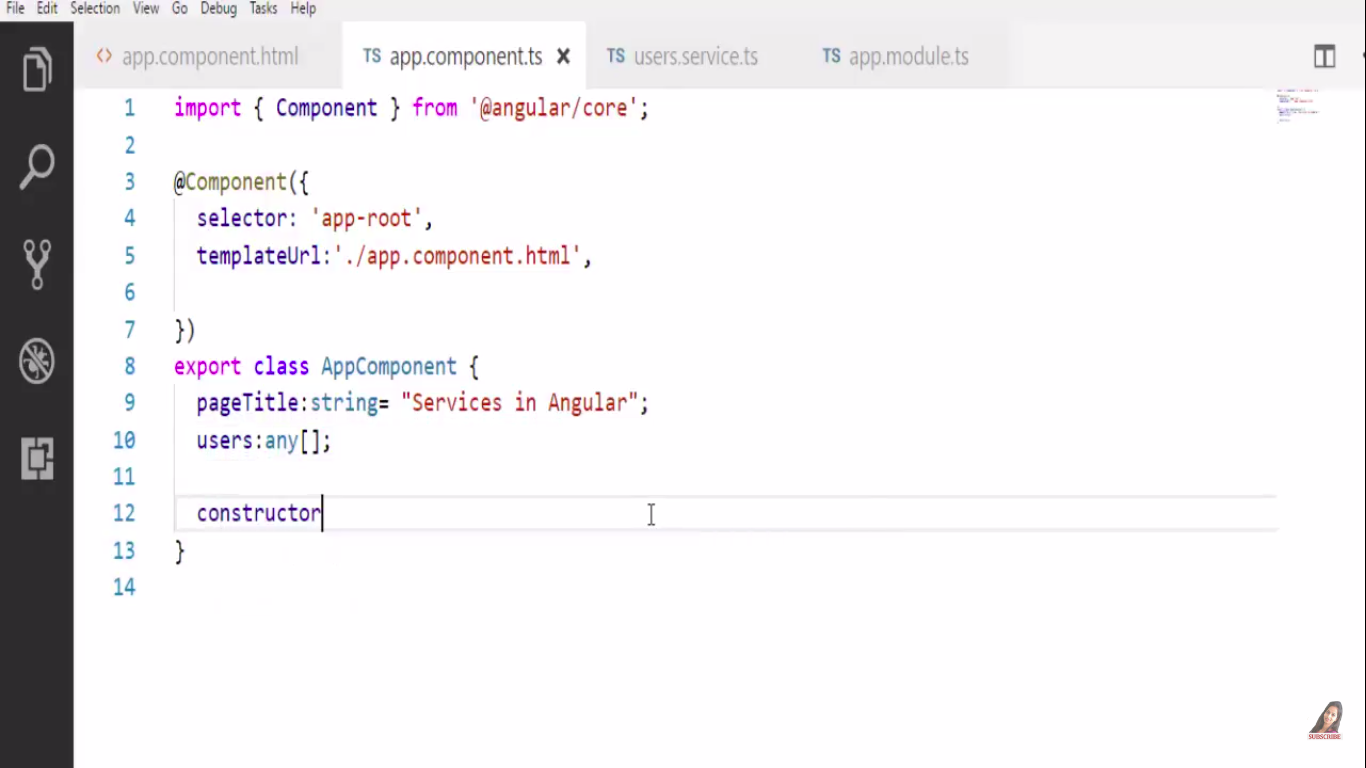 File Edit Selection View Go Debug Tasks Help
<> app.component.html TS app.component.ts TS users.service.ts TS app.module.ts
1 import { Component } from '@angular/core';
2
3 @Component({
4 selector: 'app-root',
5 templateUrl:'./app.component.html',
6
7 })
8 export class AppComponent {
9 pageTitle:string= "Services in Angular";
10 users:any[];
11
12 constructor
13 }
14
SUBSCRIBE